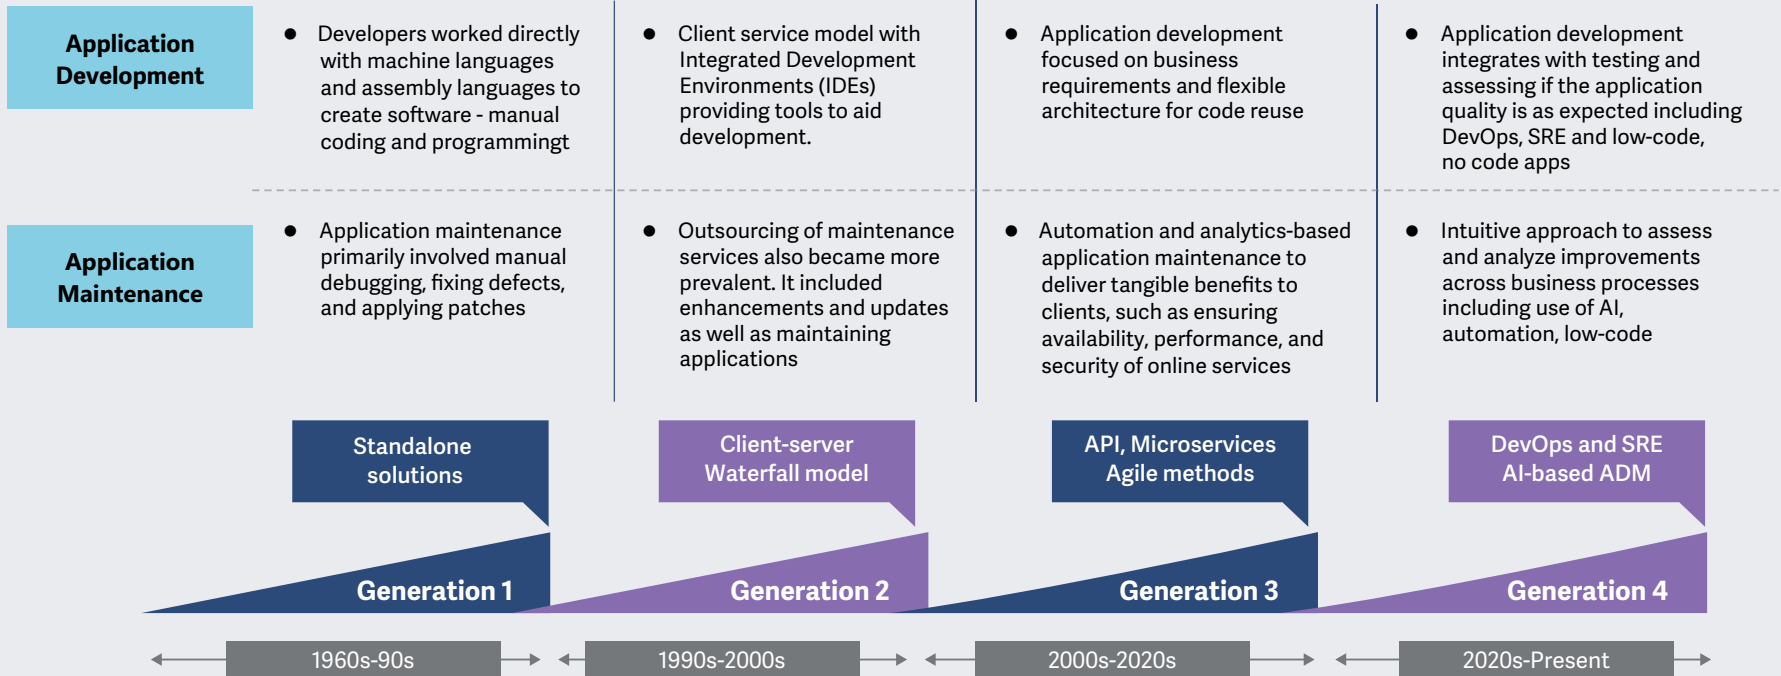 Application
Development
● Developers worked directly
with machine languages
and assembly languages to
create software - manual
coding and programmingt
● Client service model with
Integrated Development
Environments (IDEs)
providing tools to aid
development.
● Application development
focused on business
requirements and flexible
architecture for code reuse
● Application development
integrates with testing and
assessing if the application
quality is as expected including
DevOps, SRE and low-code,
no code apps
Application
Maintenance
● Application maintenance
primarily involved manual
debugging, fixing defects,
and applying patches
● Outsourcing of maintenance
services also became more
prevalent. It included
enhancements and updates
as well as maintaining
applications
● Automation and analytics-based
application maintenance to
deliver tangible benefits to
clients, such as ensuring
availability, performance, and
security of online services
● Intuitive approach to assess
and analyze improvements
across business processes
including use of AI,
automation, low-code
Standalone
solutions
Client-server
Waterfall model
API, Microservices
Agile methods
DevOps and SRE
AI-based ADM
Generation 1
Generation 2
Generation 3
Generation 4
1960s-90s
1990s-2000s
2000s-2020s
2020s-Present